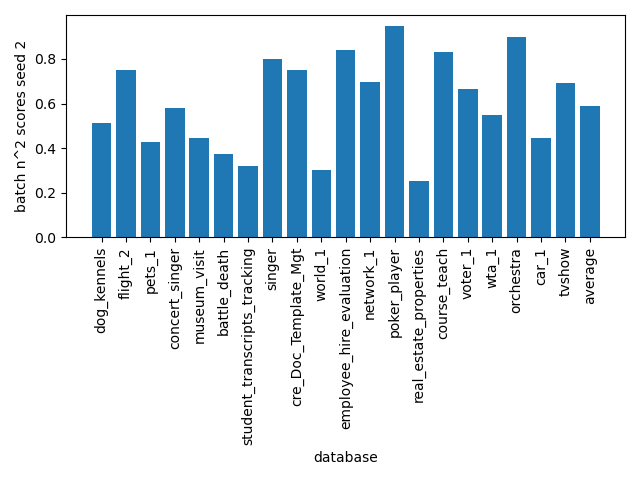 batch n^2 scores seed 2
0.8
0.6
0.4
0.2
0.0
dog_kennels
flight_2
pets_1
concert_singer
museum_visit
battle_death
student_transcripts_tracking
singer
cre_Doc_Template_Mgt
world_1
employee_hire_evaluation
network_1
poker_player
real_estate_properties
course_teach
voter_1
wta_1
orchestra
car_1
tvshow
average
database